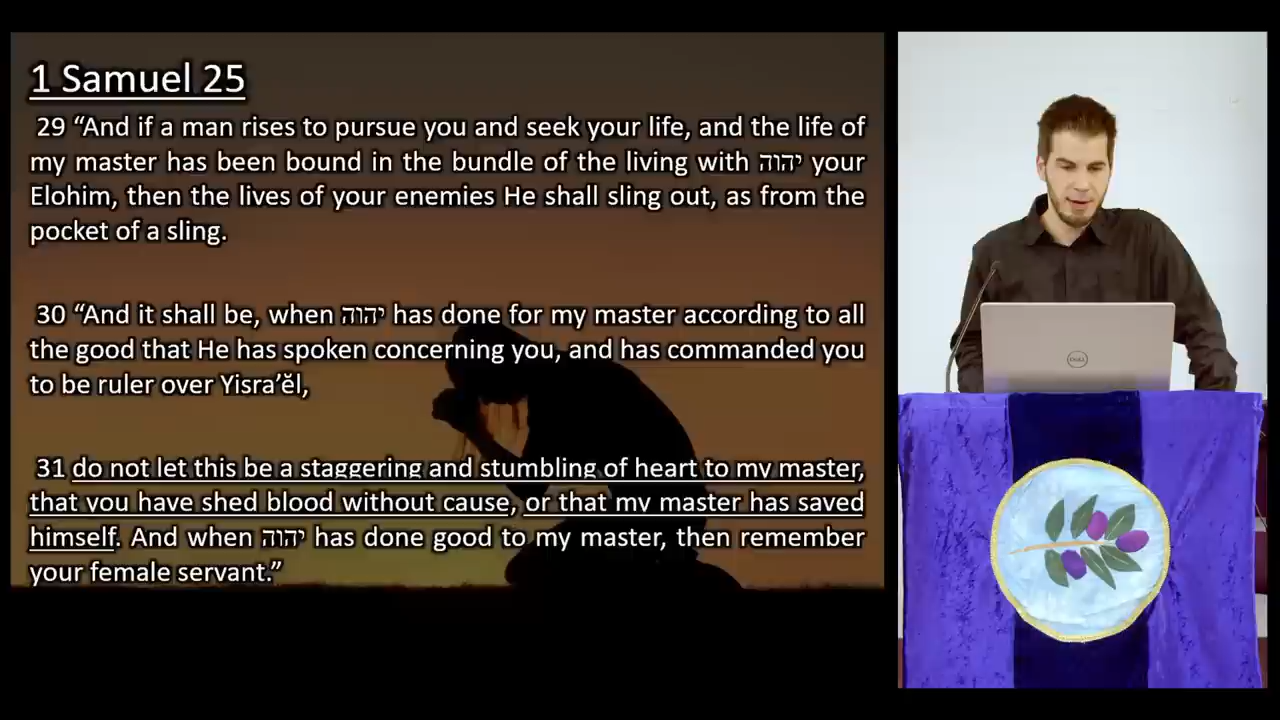 1 Samuel 25
29 “And if a man rises to pursue you and seek your life, and the life of
my master has been bound in the bundle of the living with יהוה your
Elohim, then the lives of your enemies He shall sling out, as from the
pocket of a sling.
30 “And it shall be, when יהוה has done for my master according to all
the good that He has spoken concerning you, and has commanded you
to be ruler over Yisra’ĕl,
31 do not let this be a staggering and stumbling of heart to my master,
that you have shed blood without cause, or that my master has saved
himself. And when יהוה has done good to my master, then remember
your female servant.”
DELL